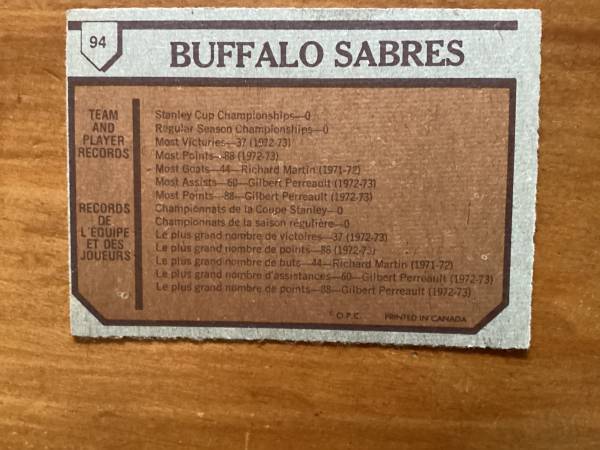 94
BUFFALO SABRES
TEAM
AND
PLAYER
RECORDS
Stanley Cup Championships—0
Regular Season Championships—0
Most Victories—37 (1972-73)
Most Points—88 (1972-73)
Most Goals—44—Richard Martin (1971-72)
Most Assists—60—Gilbert Perreault (1972-73)
Most Points—88—Gilbert Perreault (1972-73)
RECORDS
DE
L'ÉQUIPE
ET DES
JOUEURS
Championnats de la Coupe Stanley—0
Championnats de la saison régulière—0
Le plus grand nombre de victoires—37 (1972-73)
Le plus grand nombre de points—88 (1972-73)
Le plus grand nombre de buts—44—Richard Martin (1971-72)
Le plus grand nombre d'assistances—60—Gilbert Perreault (1972-73)
Le plus grand nombre de points—88—Gilbert Perreault (1972-73)
© O.P.C. PRINTED IN CANADA